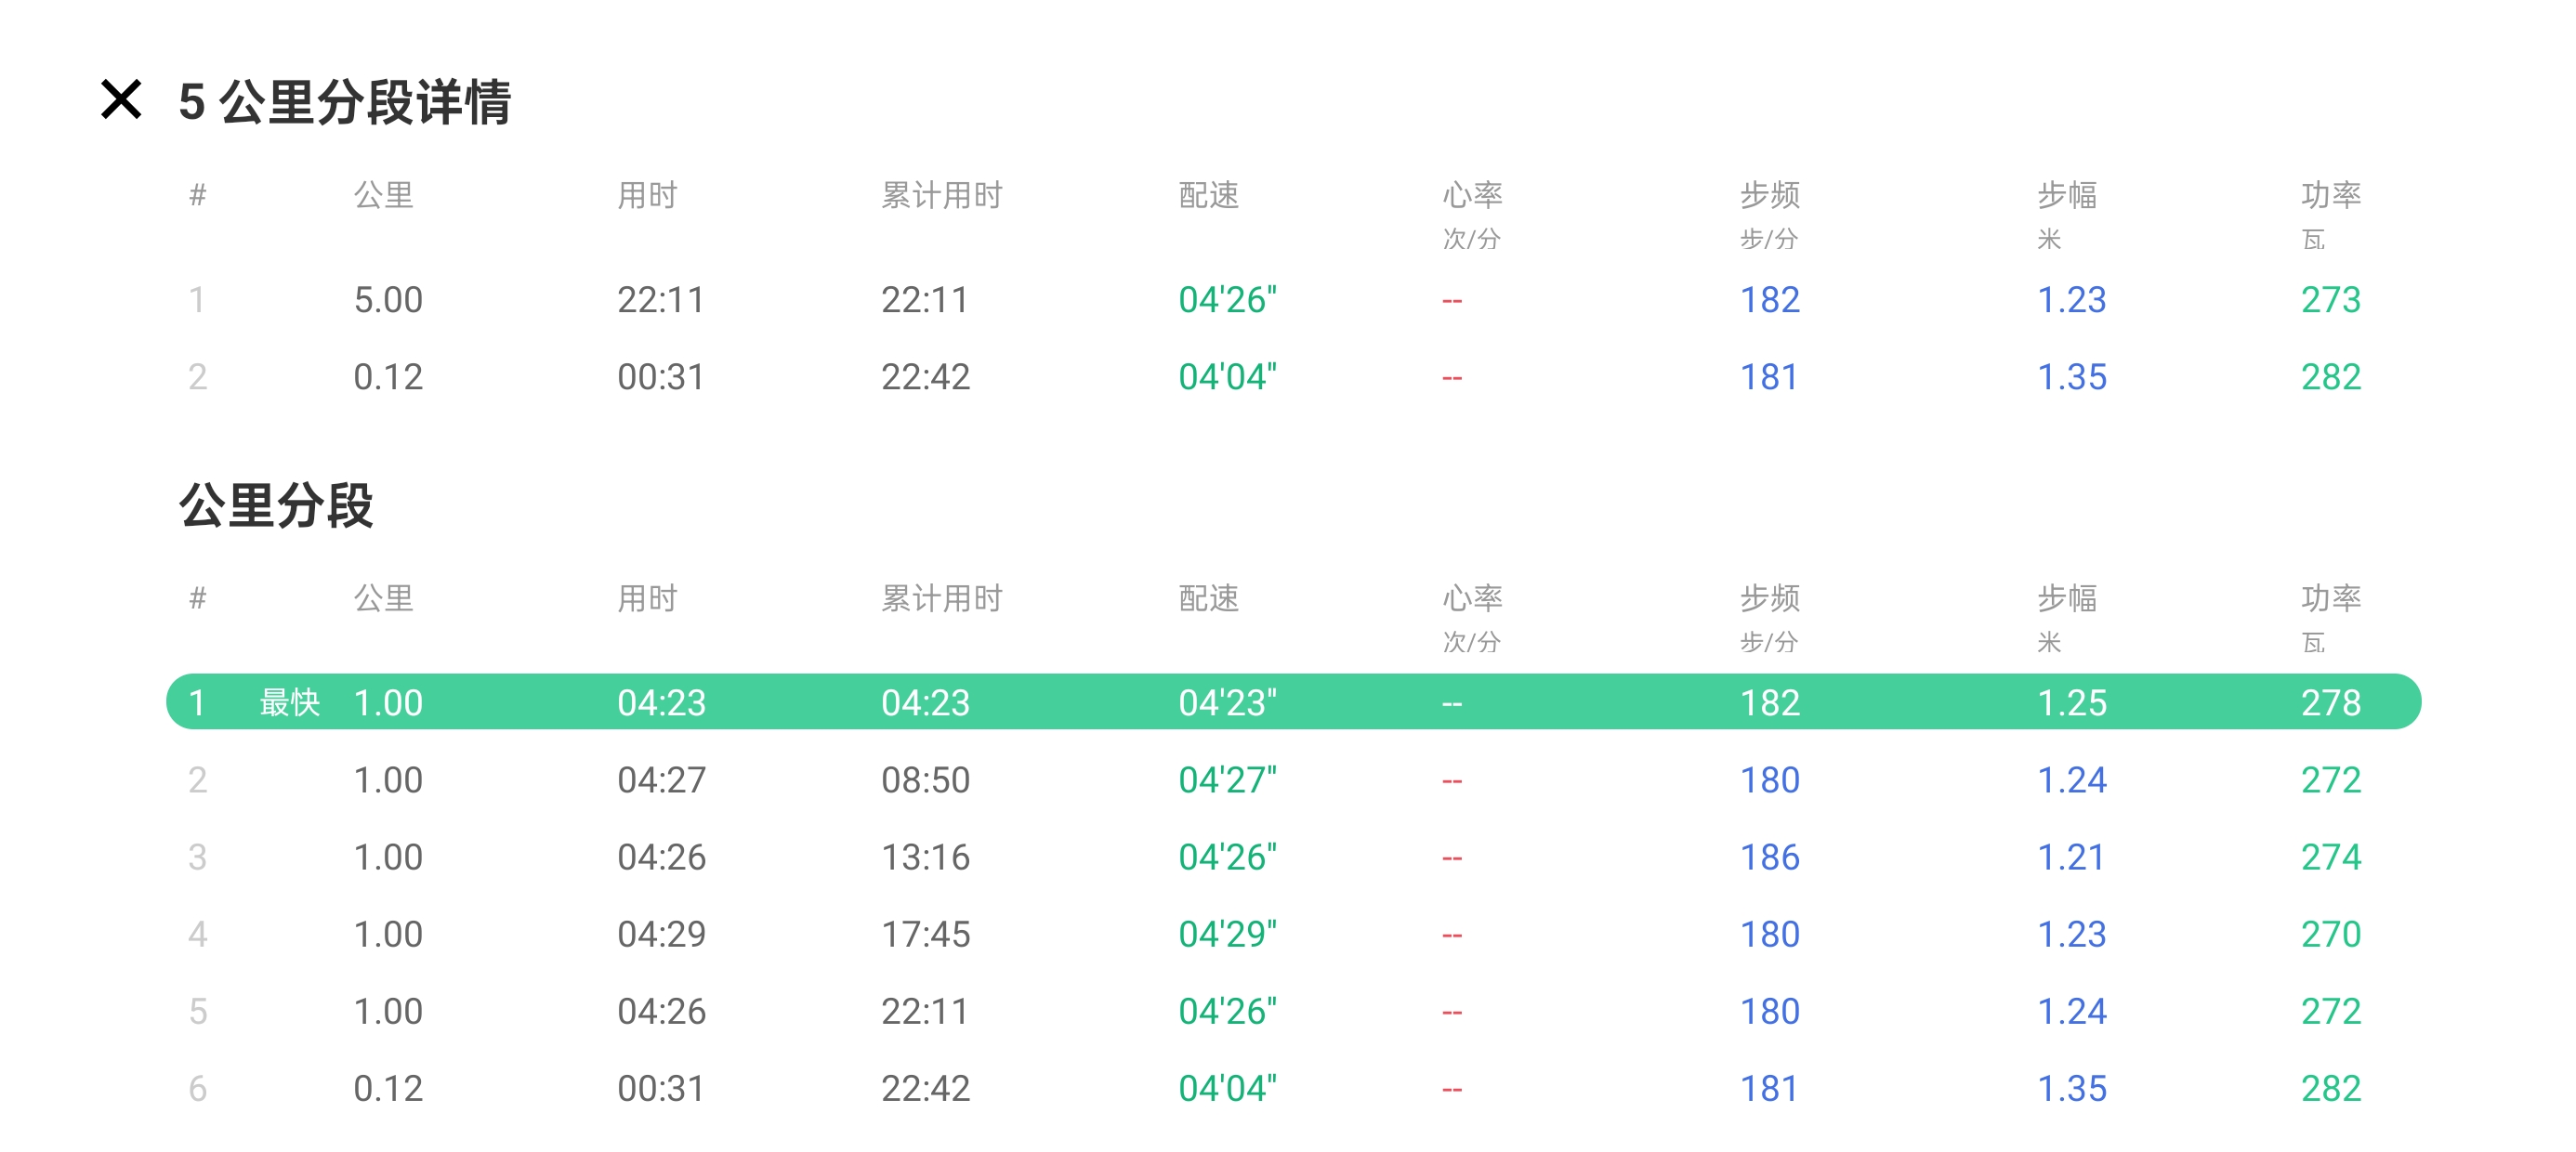 5 公里分段详情
# 公里 用时 累计用时 配速 心率 步频 步幅 功率
次/分 步/分 米 瓦
1 5.00 22:11 22:11 04'26" -- 182 1.23 273
2 0.12 00:31 22:42 04'04" -- 181 1.35 282
公里分段
# 公里 用时 累计用时 配速 心率 步频 步幅 功率
次/分 步/分 米 瓦
1 最快 1.00 04:23 04:23 04'23" -- 182 1.25 278
2 1.00 04:27 08:50 04'27" -- 180 1.24 272
3 1.00 04:26 13:16 04'26" -- 186 1.21 274
4 1.00 04:29 17:45 04'29" -- 180 1.23 270
5 1.00 04:26 22:11 04'26" -- 180 1.24 272
6 0.12 00:31 22:42 04'04" -- 181 1.35 282